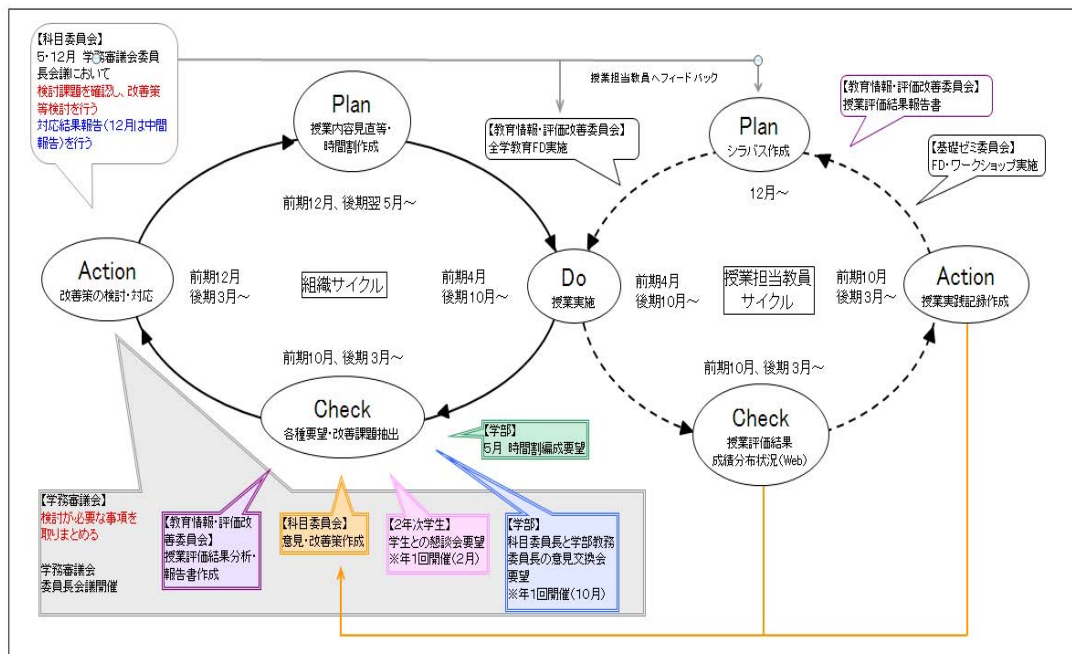 【科目委員会】
5・12月 学務審議会委員
長会議において
検討課題を確認し、改善策
等検討を行う
対応結果報告(12月は中間
報告)を行う
Plan
授業内容見直等・
時間割作成
前期12月、後期翌5月～
授業担当教員へフィードバック
【教育情報・評価改善委員会】
全学教育FD実施
Plan
シラバス作成
12月～
【教育情報・評価改善委員会】
授業評価結果報告書
【基礎ゼミ委員会】
FD・ワークショップ実施
Action
改善策の検討・対応
前期12月
後期3月～
組織サイクル
前期4月
後期10月～
Do
授業実施
前期4月
後期10月～
授業担当教員
サイクル
前期10月
後期3月～
Action
授業実践記録作成
前期10月、後期3月～
Check
各種要望・改善課題抽出
前期10月、後期3月～
Check
授業評価結果
成績分布状況(Web)
【学部】
5月 時間割編成要望
【学務審議会】
検討が必要な事項を
取りまとめる
学務審議会
委員長会議開催
【教育情報・評価改
善委員会】
授業評価結果分析・
報告書作成
【科目委員会】
意見・改善策作成
【2年次学生】
学生との懇談会要望
※年1回開催(2月)
【学部】
科目委員長と学部教務
委員長の意見交換会
要望
※年1回開催(10月)